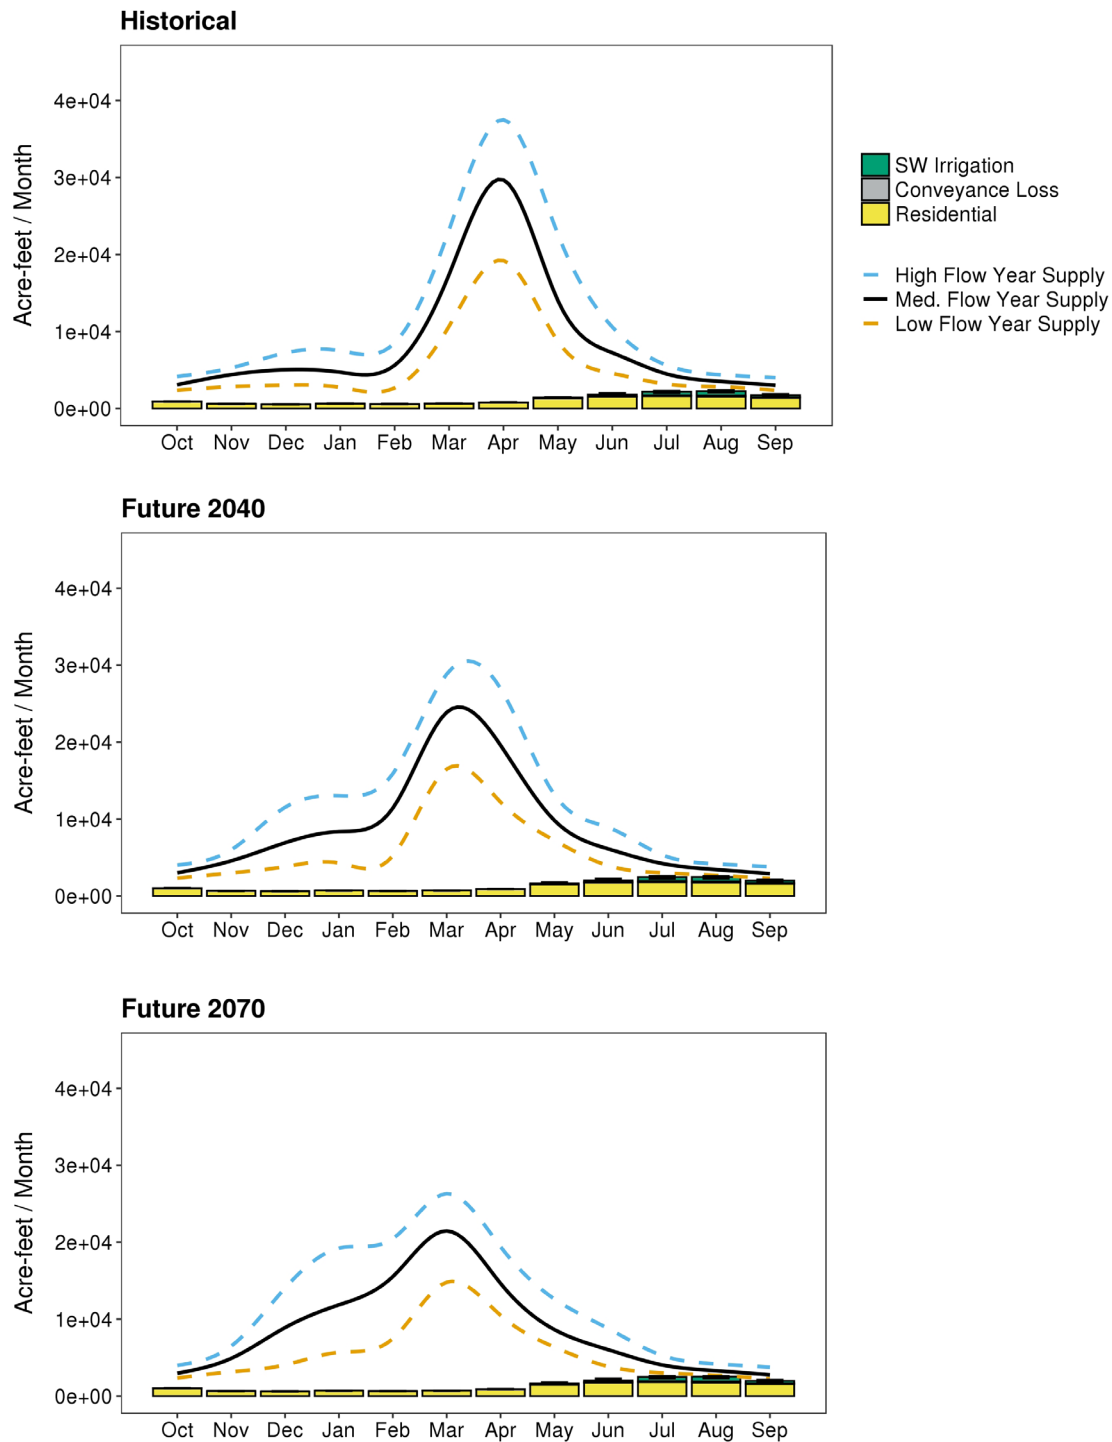 Historical
Acre-feet / Month
4e+04
3e+04
2e+04
1e+04
0e+00
Oct Nov Dec Jan Feb Mar Apr May Jun Jul Aug Sep
SW Irrigation
Conveyance Loss
Residential
High Flow Year Supply
Med. Flow Year Supply
Low Flow Year Supply
Future 2040
Acre-feet / Month
4e+04
3e+04
2e+04
1e+04
0e+00
Oct Nov Dec Jan Feb Mar Apr May Jun Jul Aug Sep
Future 2070
Acre-feet / Month
4e+04
3e+04
2e+04
1e+04
0e+00
Oct Nov Dec Jan Feb Mar Apr May Jun Jul Aug Sep